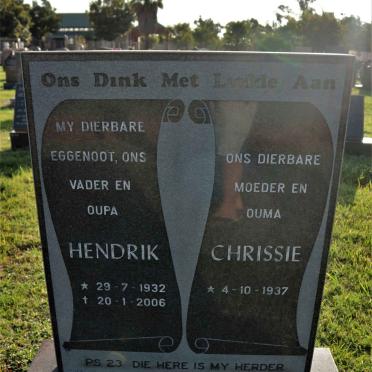 Ons Dink Met Liefde Aan
MY DIERBARE
EGGENOOT, ONS
VADER EN
OUPA
HENDRIK
* 29-7-1932
† 20-1-2006
ONS DIERBARE
MOEDER EN
OUMA
CHRISSIE
* 4-10-1937
PS 23 DIE HERE IS MY HERDER